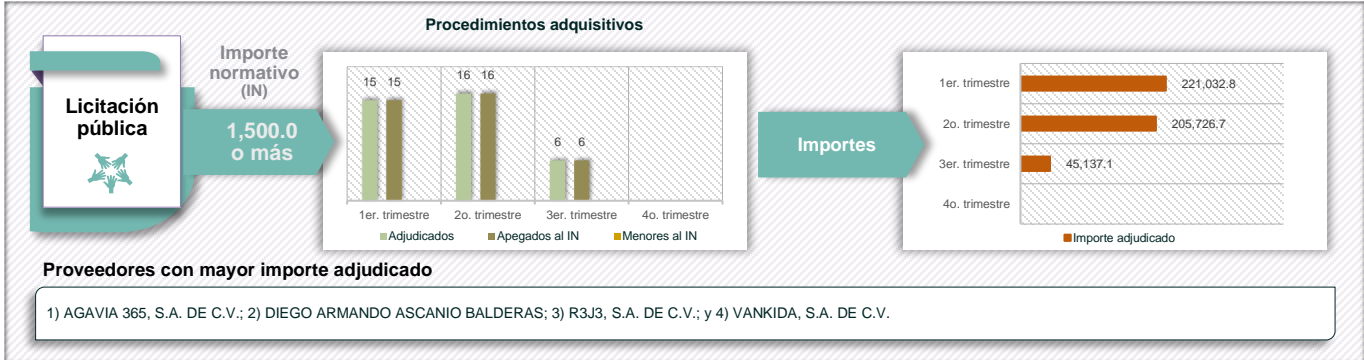 Procedimientos adquisitivos
Licitación
pública
Importe
normativo
(IN)
1,500.0
o más
15 15
16 16
6 6
1er. trimestre 2o. trimestre 3er. trimestre 4o. trimestre
Adjudicados Apegados al IN Menores al IN
Importes
1er. trimestre 221,032.8
2o. trimestre 205,726.7
3er. trimestre 45,137.1
4o. trimestre
Importe adjudicado
Proveedores con mayor importe adjudicado
1) AGAVIA 365, S.A. DE C.V.; 2) DIEGO ARMANDO ASCANIO BALDERAS; 3) R3J3, S.A. DE C.V.; y 4) VANKIDA, S.A. DE C.V.